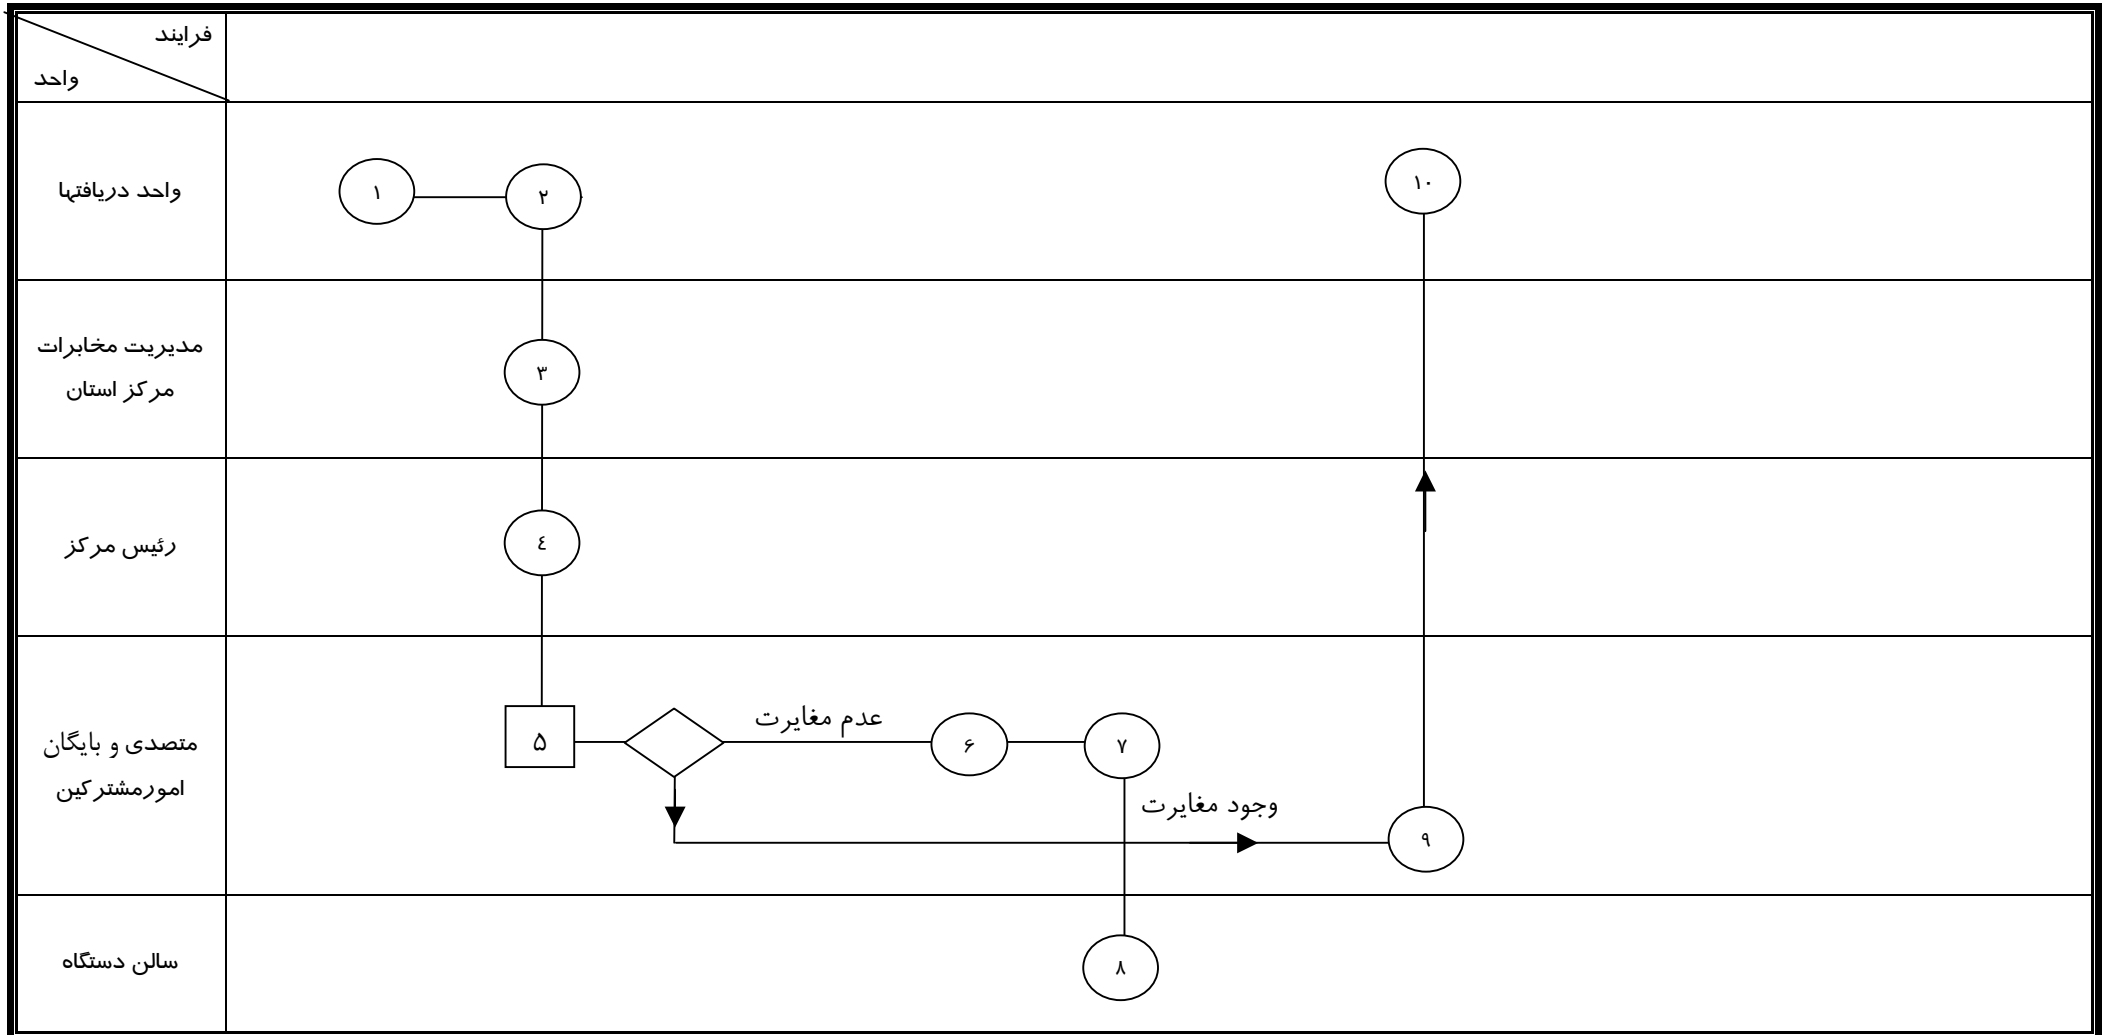 فرایند
واحد
واحد دریافتها
۱
۲
۱۰
مدیریت مخابرات
مرکز استان
۳
رئیس مرکز
٤
متصدی و بایگان
امورمشترکین
۵
عدم مغایرت
۶
۷
وجود مغایرت
۹
سالن دستگاه
۸